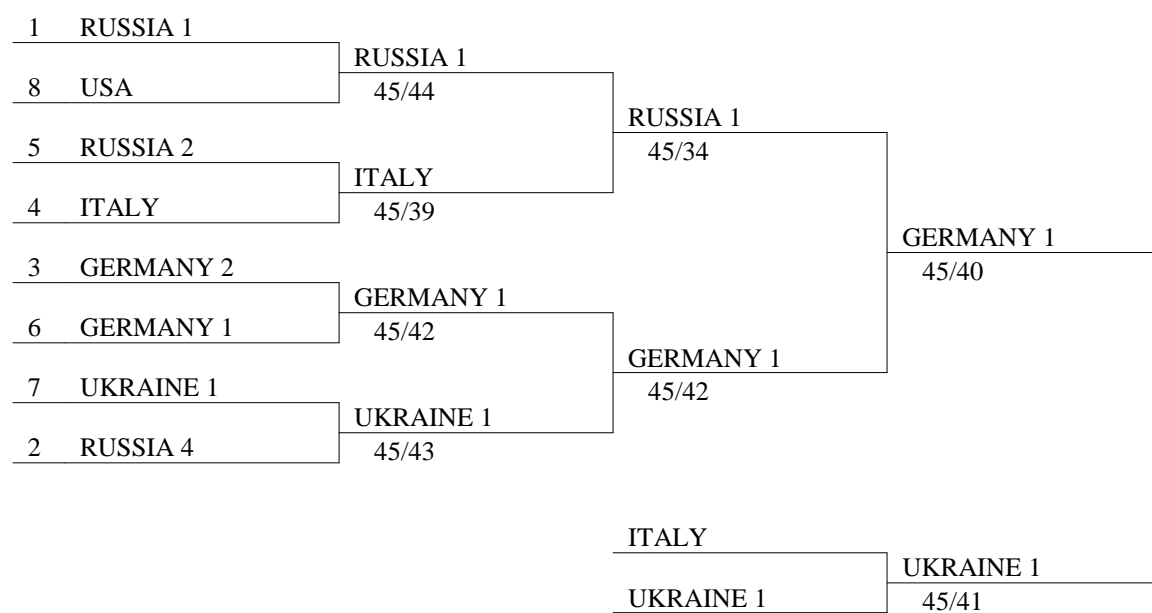 1 RUSSIA 1
RUSSIA 1
8 USA
45/44
RUSSIA 1
5 RUSSIA 2
45/34
ITALY
4 ITALY
45/39
GERMANY 1
3 GERMANY 2
45/40
GERMANY 1
6 GERMANY 1
45/42
GERMANY 1
7 UKRAINE 1
45/42
UKRAINE 1
2 RUSSIA 4
45/43
ITALY
UKRAINE 1
UKRAINE 1
45/41